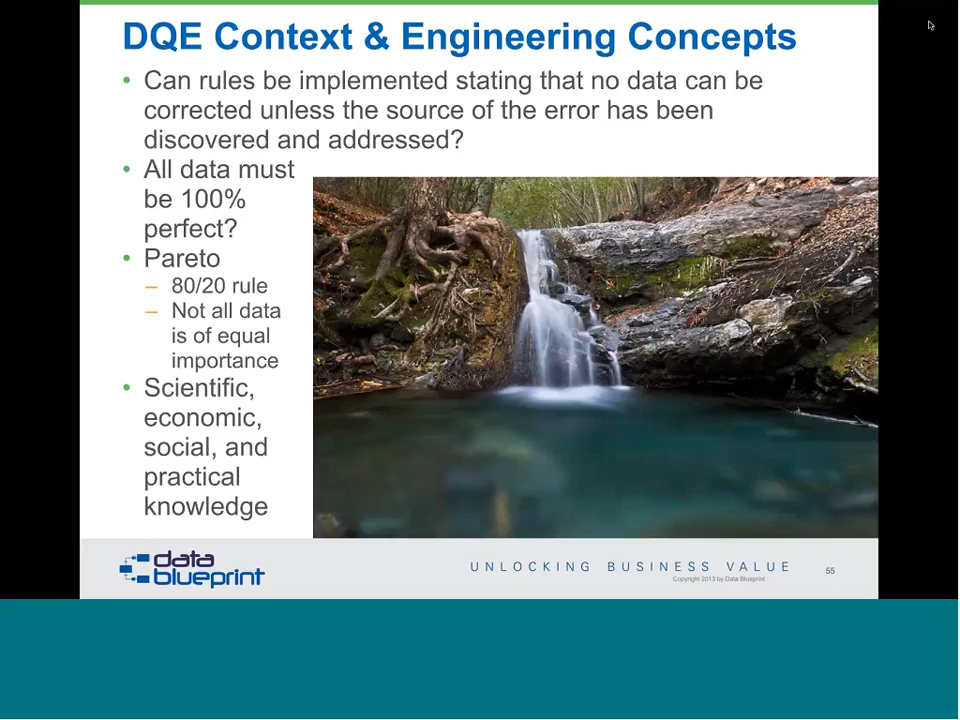 DQE Context & Engineering Concepts
• Can rules be implemented stating that no data can be
corrected unless the source of the error has been
discovered and addressed?
• All data must
be 100%
perfect?
• Pareto
– 80/20 rule
– Not all data
is of equal
importance
• Scientific,
economic,
social, and
practical
knowledge
data
blueprint
UNLOCKING BUSINESS VALUE
Copyright 2013 by Data Blueprint
55